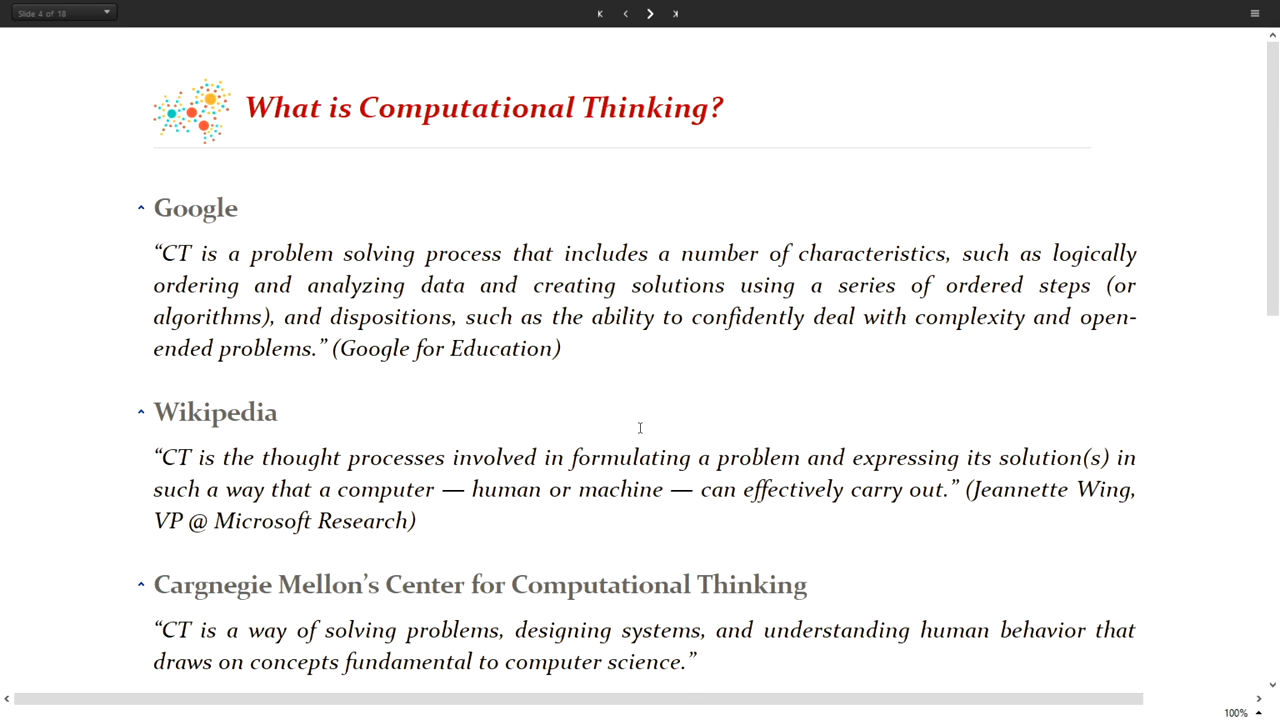 Slide 4 of 18
What is Computational Thinking?
Google
“CT is a problem solving process that includes a number of characteristics, such as logically
ordering and analyzing data and creating solutions using a series of ordered steps (or
algorithms), and dispositions, such as the ability to confidently deal with complexity and open-
ended problems.” (Google for Education)
Wikipedia
“CT is the thought processes involved in formulating a problem and expressing its solution(s) in
such a way that a computer — human or machine — can effectively carry out.” (Jeannette Wing,
VP @ Microsoft Research)
Cargnegie Mellon’s Center for Computational Thinking
“CT is a way of solving problems, designing systems, and understanding human behavior that
draws on concepts fundamental to computer science.”
100%